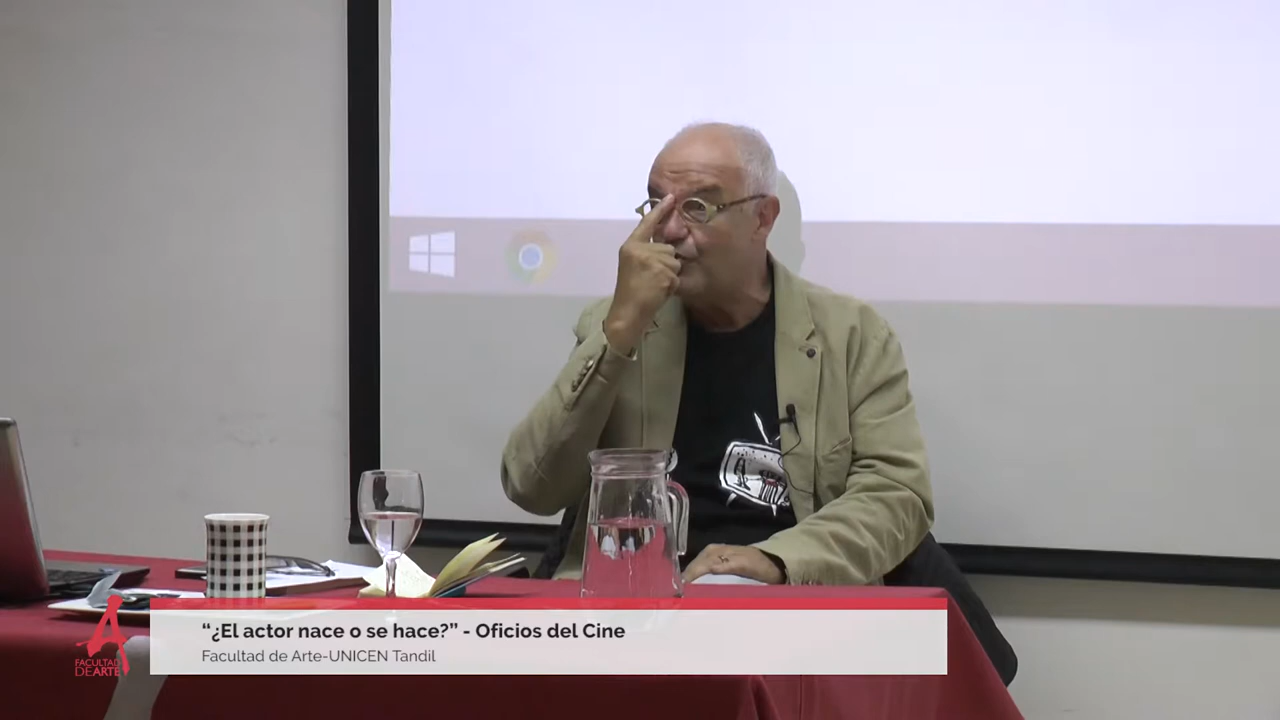 “¿El actor nace o se hace?” - Oficios del Cine
Facultad de Arte-UNICEN Tandil
FACULTAD
DEARTE